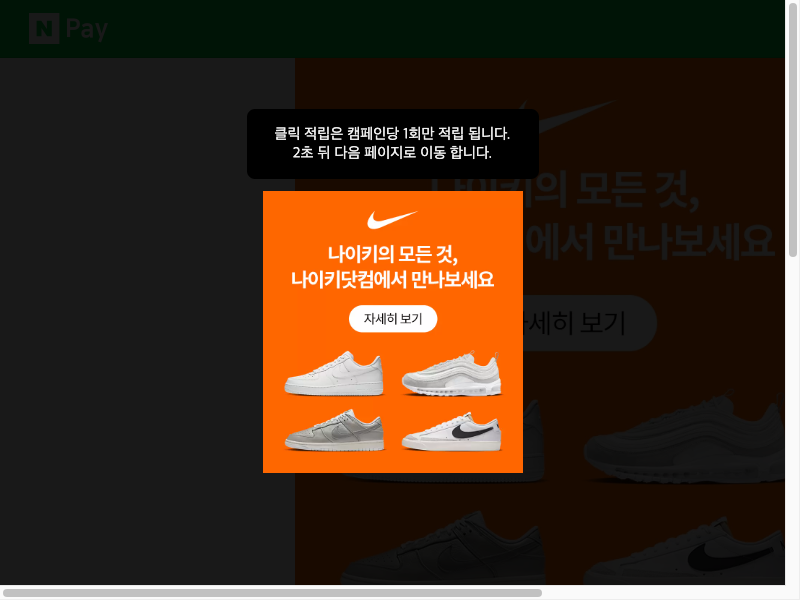 N Pay
클릭 적립은 캠페인당 1회만 적립 됩니다.
2초 뒤 다음 페이지로 이동 합니다.
나이키의 모든 것,
나이키닷컴에서 만나보세요
자세히 보기
나이키의 모든 것,
에서 만나보세요
세히 보기